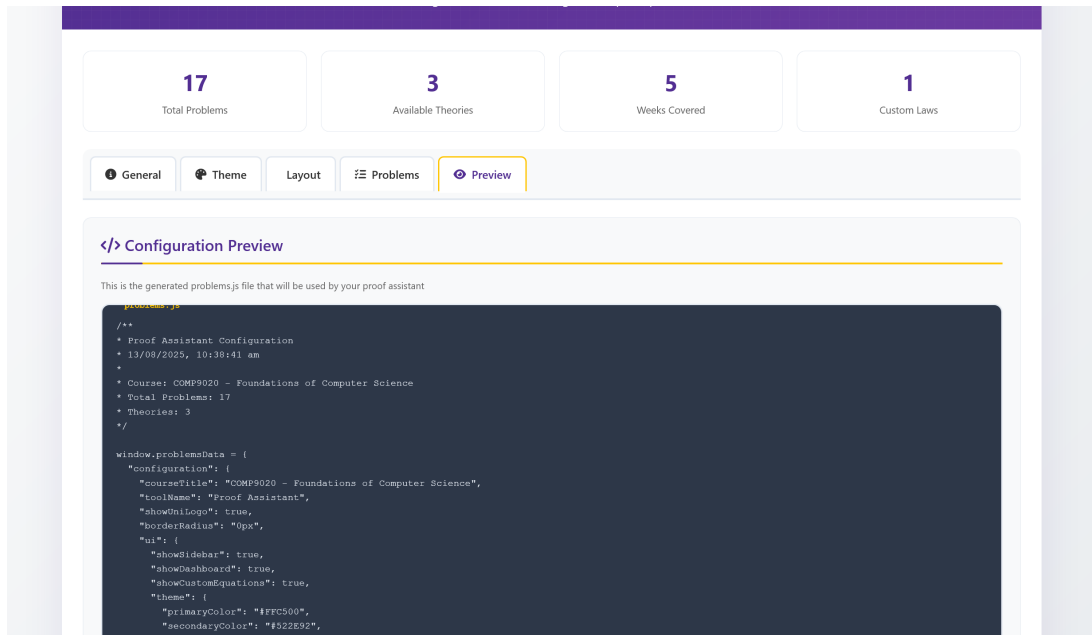 17
Total Problems
3
Available Theories
5
Weeks Covered
1
Custom Laws
General
Theme
Layout
Problems
Preview
</> Configuration Preview
This is the generated problems.js file that will be used by your proof assistant
problems.js
/**
* Proof Assistant Configuration
* 13/08/2025, 10:38:41 am
*
* Course: COMP9020 - Foundations of Computer Science
* Total Problems: 17
* Theories: 3
*/
window.problemsData = {
"configuration": {
"courseTitle": "COMP9020 - Foundations of Computer Science",
"toolName": "Proof Assistant",
"showUniLogo": true,
"borderRadius": "0px",
"ui": {
"showSidebar": true,
"showDashboard": true,
"showCustomEquations": true,
"theme": {
"primaryColor": "#FFC500",
"secondaryColor": "#522E92",